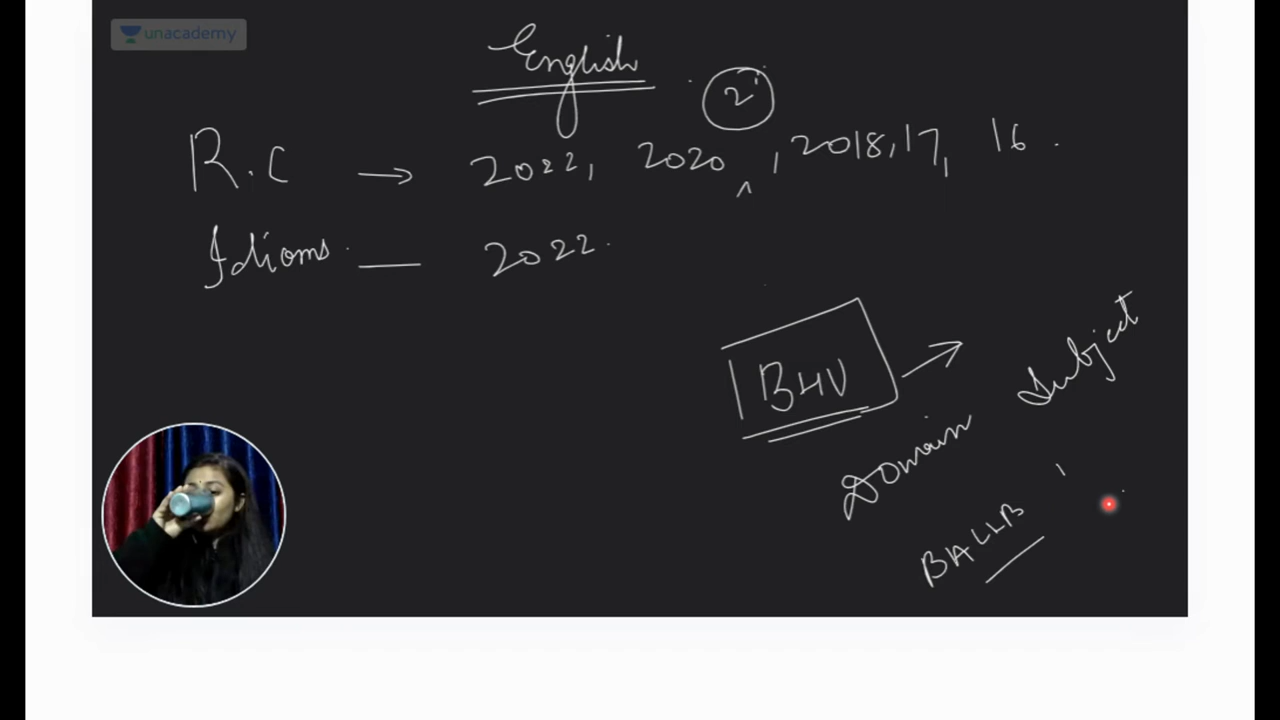 unacademy
English
2
R.C → 2022, 2020 ^, 2018, 17, 16.
Idioms — 2022.
BHU →
Domain Subject
BALLB